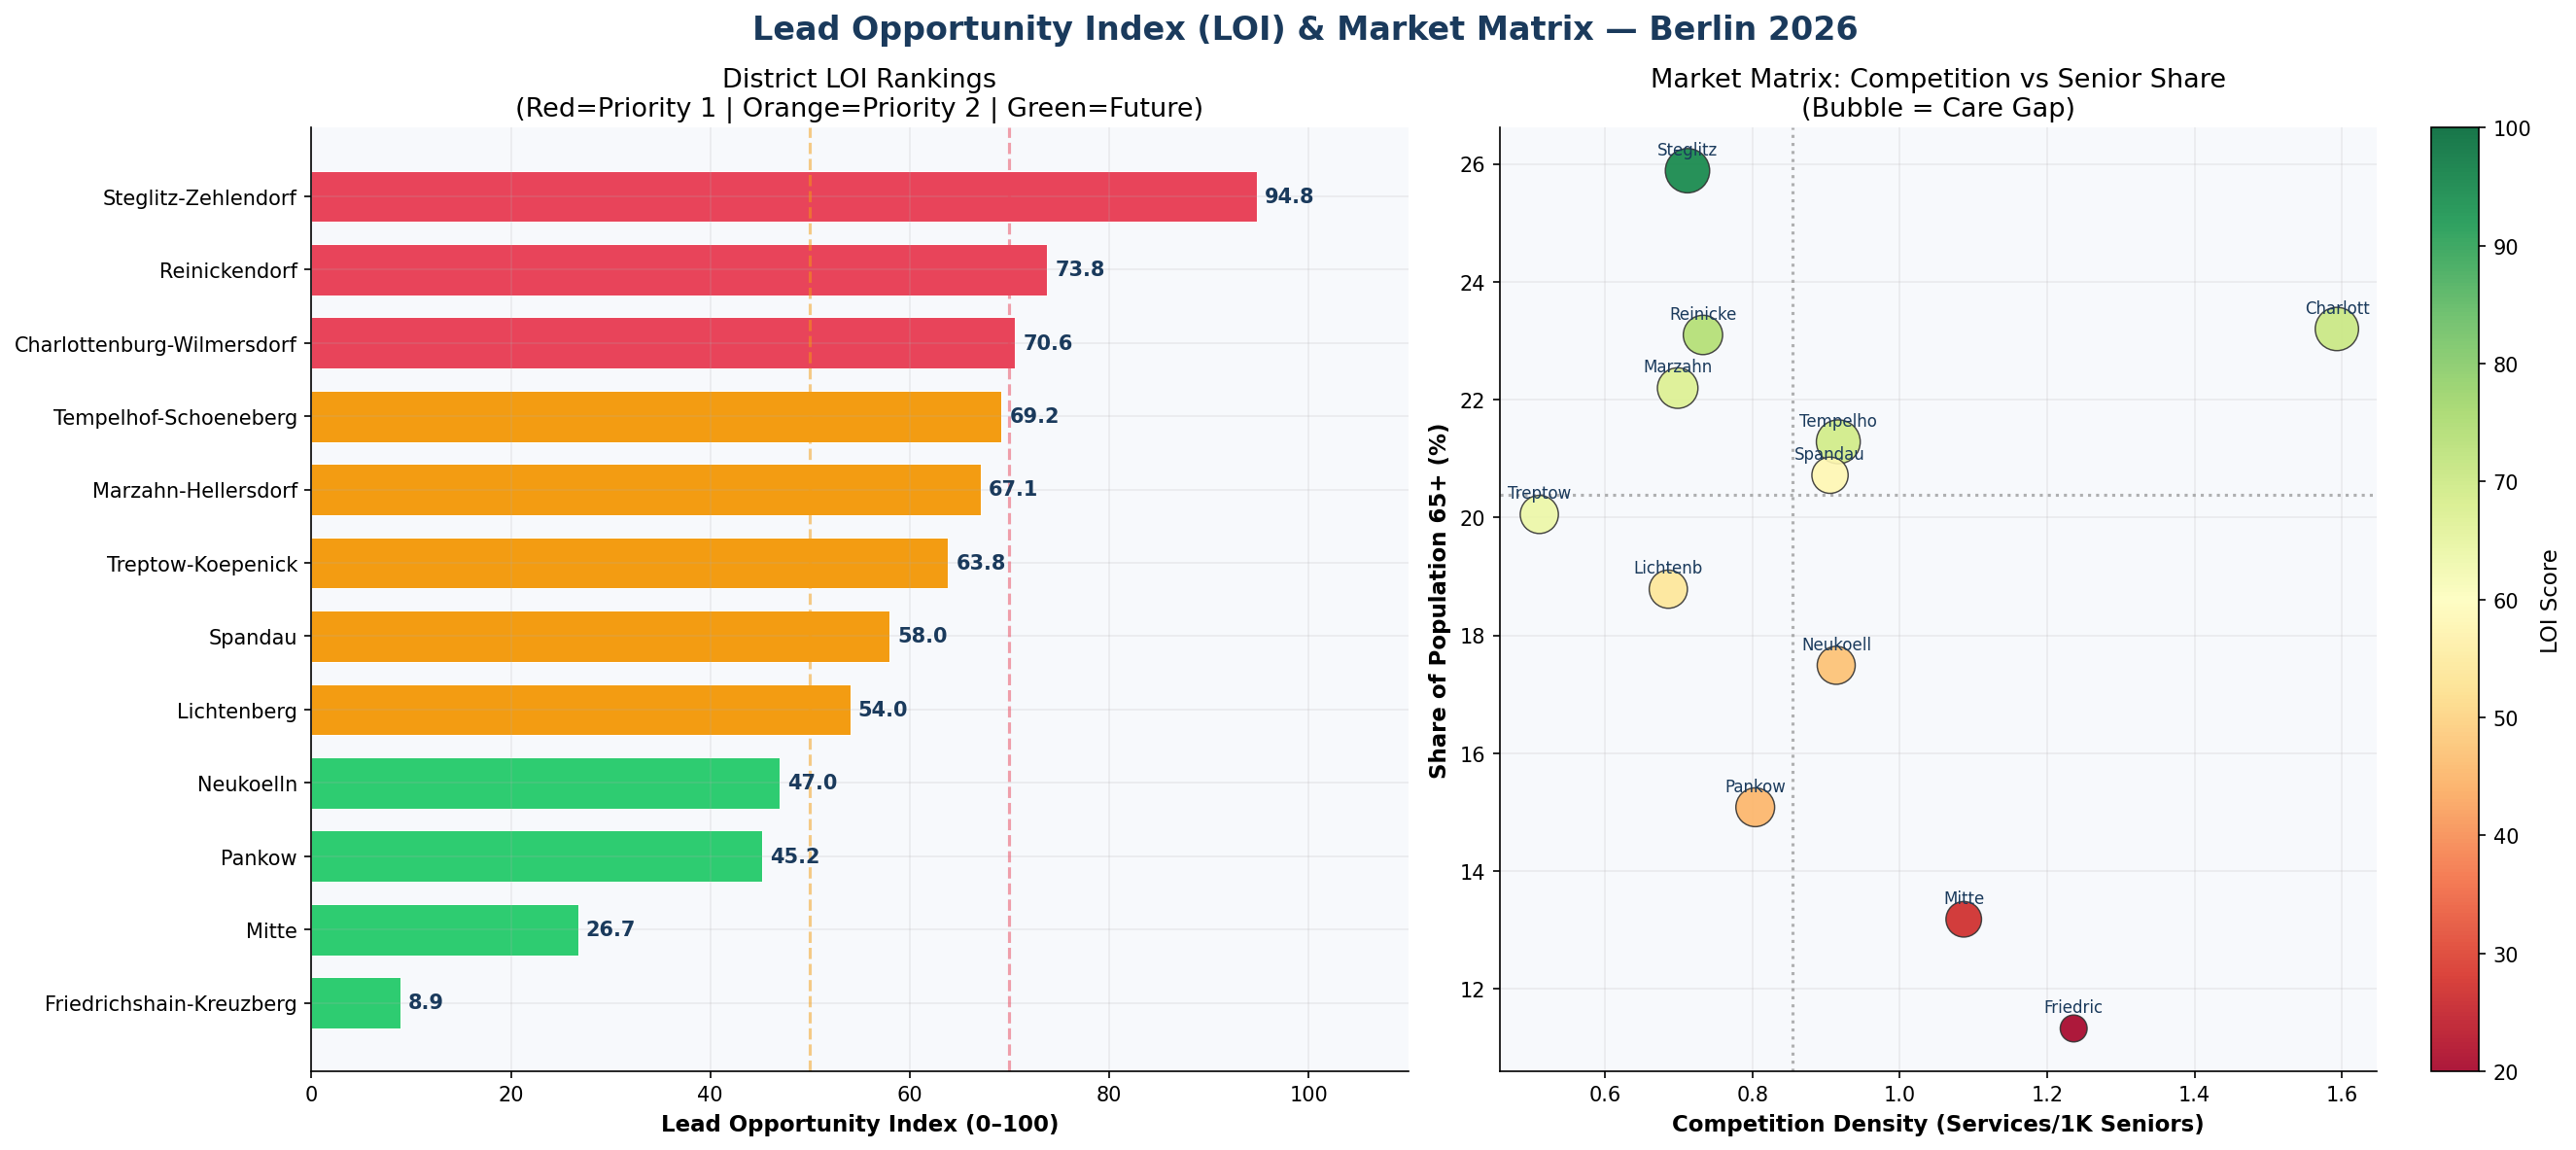 Lead Opportunity Index (LOI) & Market Matrix — Berlin 2026
District LOI Rankings
(Red=Priority 1 | Orange=Priority 2 | Green=Future)
Steglitz-Zehlendorf
94.8
Reinickendorf
73.8
Charlottenburg-Wilmersdorf
70.6
Tempelhof-Schoeneberg
69.2
Marzahn-Hellersdorf
67.1
Treptow-Koepenick
63.8
Spandau
58.0
Lichtenberg
54.0
Neukoelln
47.0
Pankow
45.2
Mitte
26.7
Friedrichshain-Kreuzberg
8.9
0
20
40
60
80
100
Lead Opportunity Index (0–100)
Market Matrix: Competition vs Senior Share
(Bubble = Care Gap)
Share of Population 65+ (%)
26
24
22
20
18
16
14
12
Steglitz
Charlott
Reinicke
Marzahn
Tempelho
Spandau
Treptow
Lichtenb
Neukoell
Pankow
Mitte
Friedric
0.6
0.8
1.0
1.2
1.4
1.6
Competition Density (Services/1K Seniors)
100
90
80
70
60
50
40
30
20
LOI Score